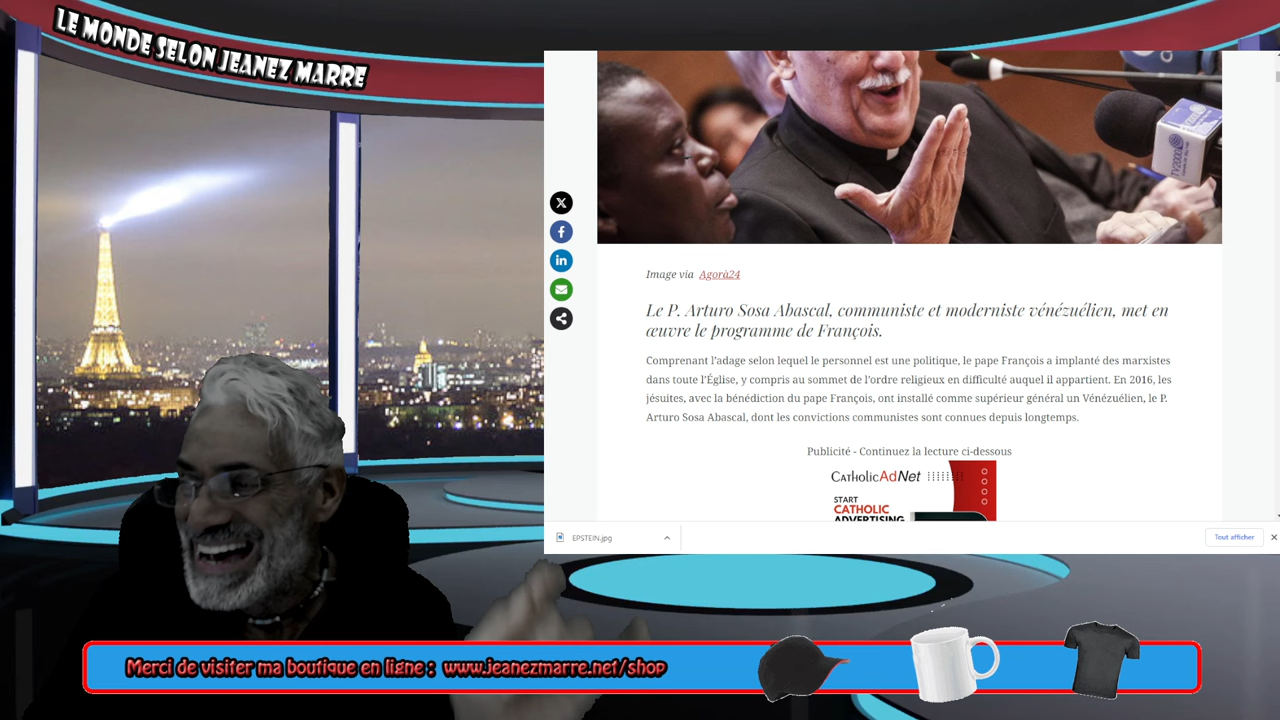 LE MONDE SELON JEANEZ MARRE
TV2000
Image via Agorà24
Le P. Arturo Sosa Abascal, communiste et moderniste vénézuélien, met en
œuvre le programme de François.
Comprenant l'adage selon lequel le personnel est une politique, le pape François a implanté des marxistes
dans toute l'Église, y compris au sommet de l'ordre religieux en difficulté auquel il appartient. En 2016, les
jésuites, avec la bénédiction du pape François, ont installé comme supérieur général un Vénézuélien, le P.
Arturo Sosa Abascal, dont les convictions communistes sont connues depuis longtemps.
Publicité - Continuez la lecture ci-dessous
CATHOLICAdNet
START
CATHOLIC
ADVERTISING
EPSTEIN.jpg
Tout afficher
Merci de visiter ma boutique en ligne : www.jeanezmarre.net/shop